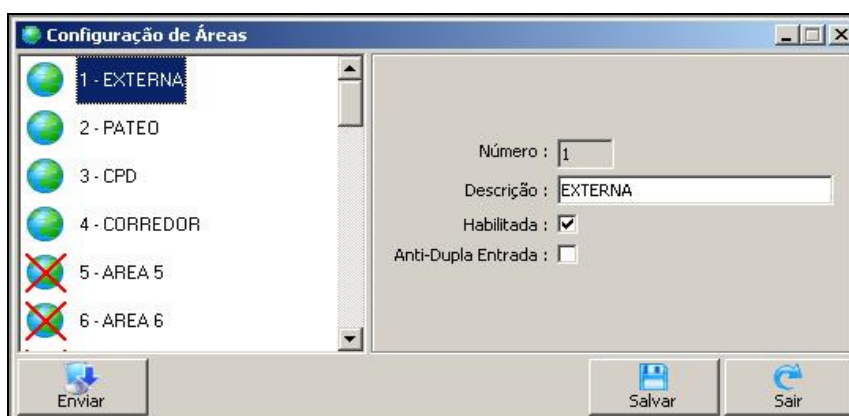 Configuração de Áreas
1 - EXTERNA
2 - PATEO
3 - CPD
4 - CORREDOR
5 - AREA 5
6 - AREA 6
Número : 1
Descrição : EXTERNA
Habilitada :
Anti-Dupla Entrada :
Enviar
Salvar
Sair